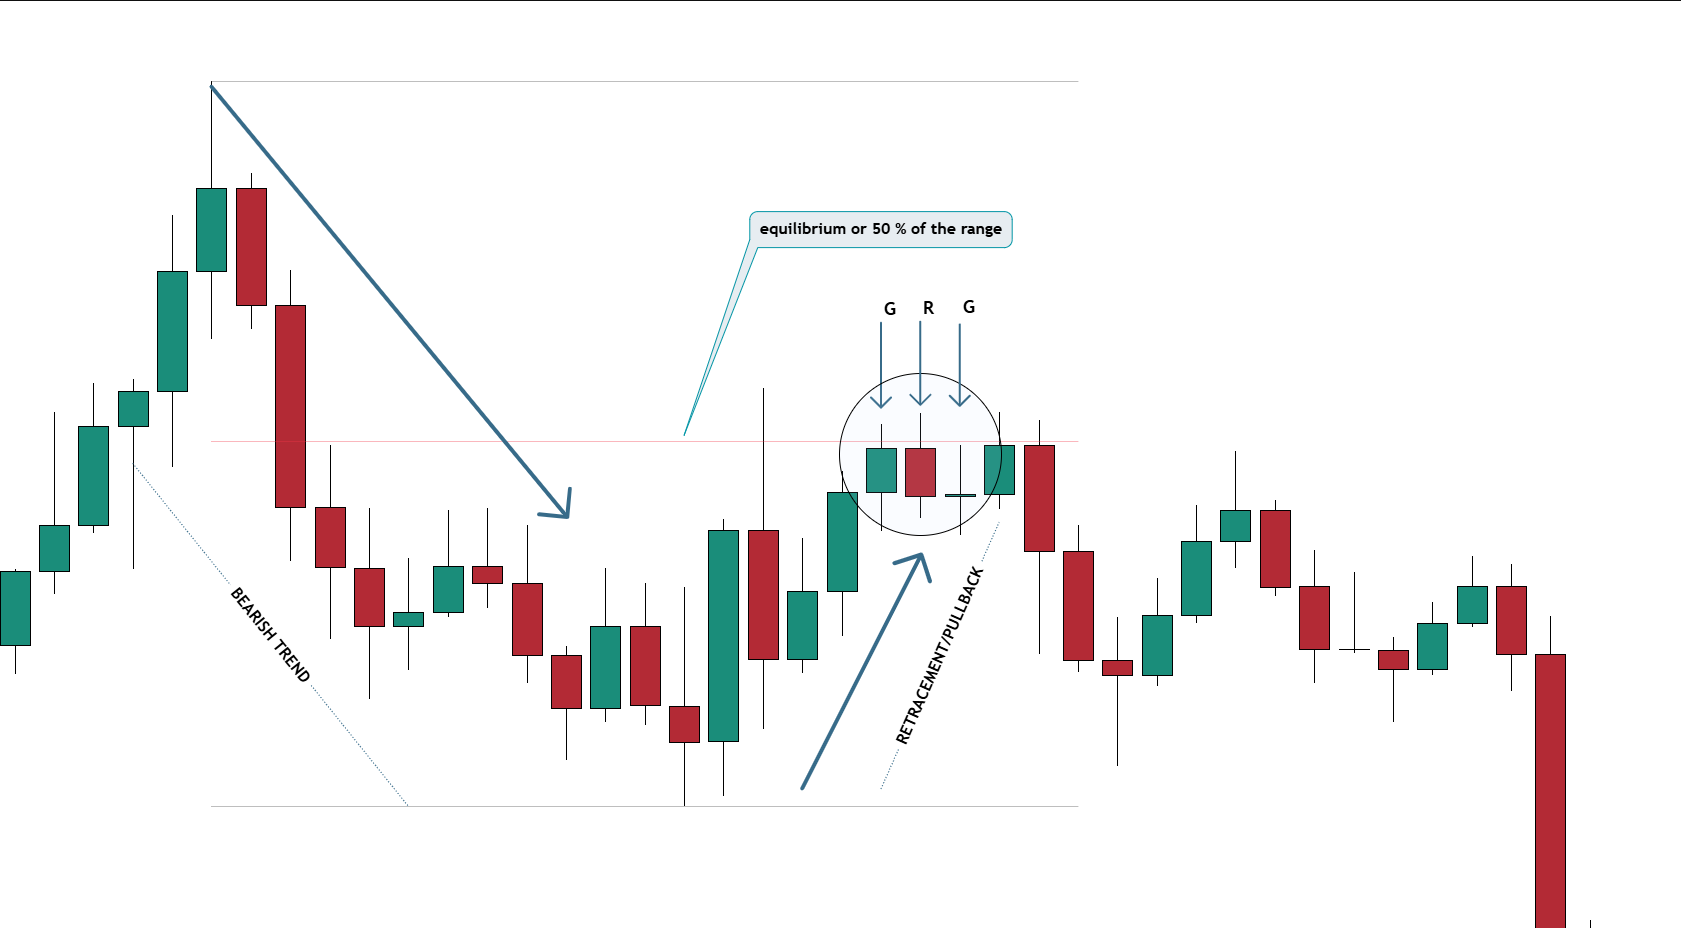 equilibrium or 50 % of the range
G R G
BEARISH TREND
RETRACEMENT/PULLBACK